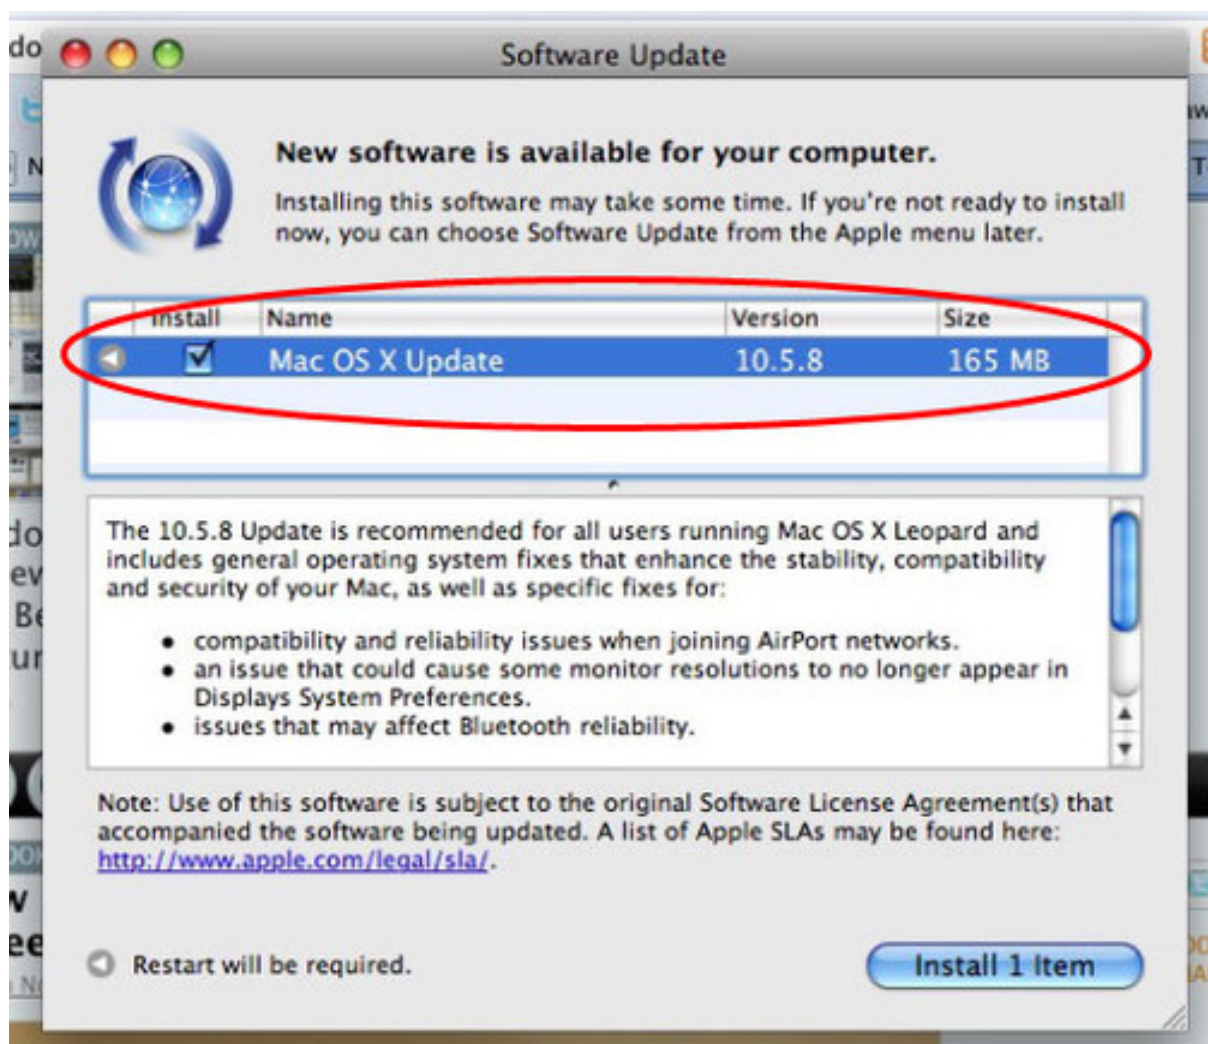 Software Update
New software is available for your computer.
Installing this software may take some time. If you're not ready to install
now, you can choose Software Update from the Apple menu later.
Install Name Version Size
Mac OS X Update 10.5.8 165 MB
The 10.5.8 Update is recommended for all users running Mac OS X Leopard and
includes general operating system fixes that enhance the stability, compatibility
and security of your Mac, as well as specific fixes for:
• compatibility and reliability issues when joining AirPort networks.
• an issue that could cause some monitor resolutions to no longer appear in
Displays System Preferences.
• issues that may affect Bluetooth reliability.
Note: Use of this software is subject to the original Software License Agreement(s) that
accompanied the software being updated. A list of Apple SLAs may be found here:
http://www.apple.com/legal/sla/.
Restart will be required.
Install 1 Item